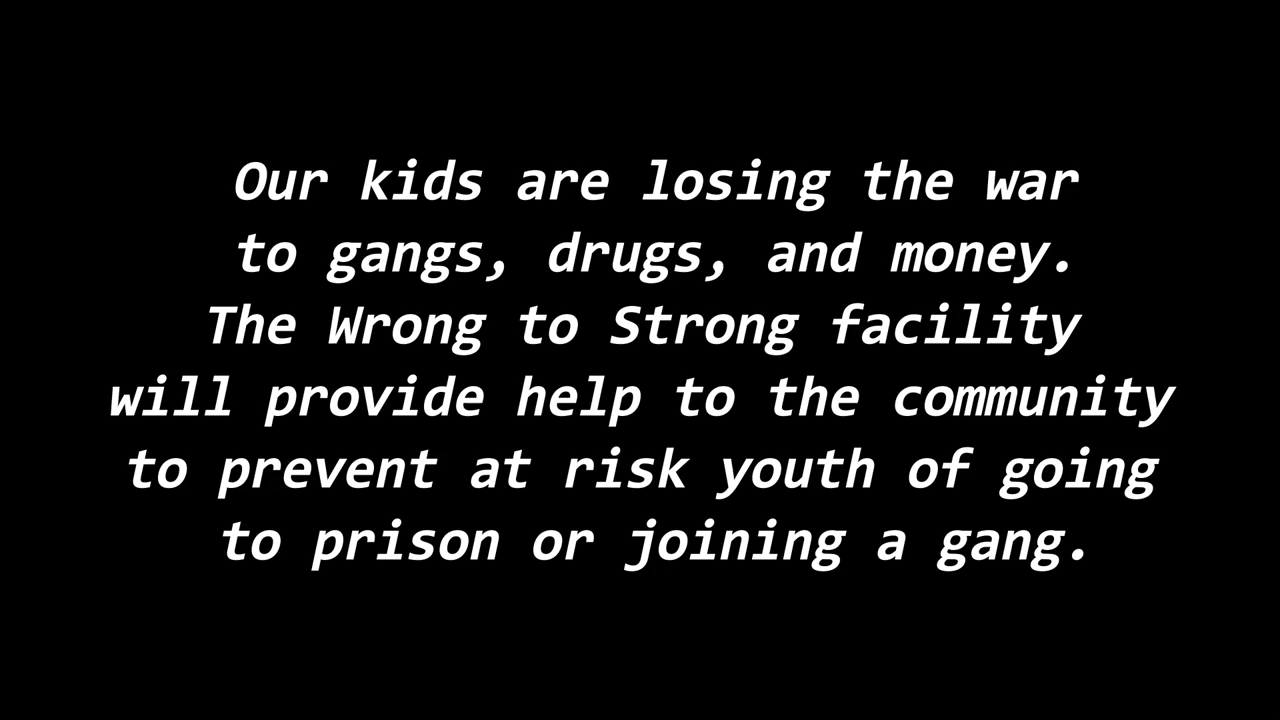 Our kids are losing the war
to gangs, drugs, and money.
The Wrong to Strong facility
will provide help to the community
to prevent at risk youth of going
to prison or joining a gang.